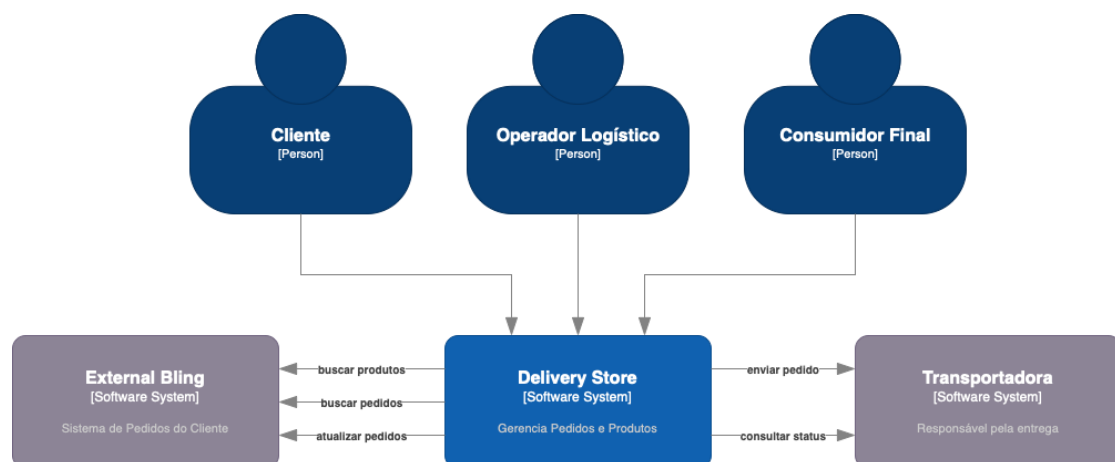 Cliente
[Person]
Operador Logístico
[Person]
Consumidor Final
[Person]
External Bling
[Software System]
Sistema de Pedidos do Cliente
buscar produtos
buscar pedidos
atualizar pedidos
Delivery Store
[Software System]
Gerencia Pedidos e Produtos
enviar pedido
consultar status
Transportadora
[Software System]
Responsável pela entrega